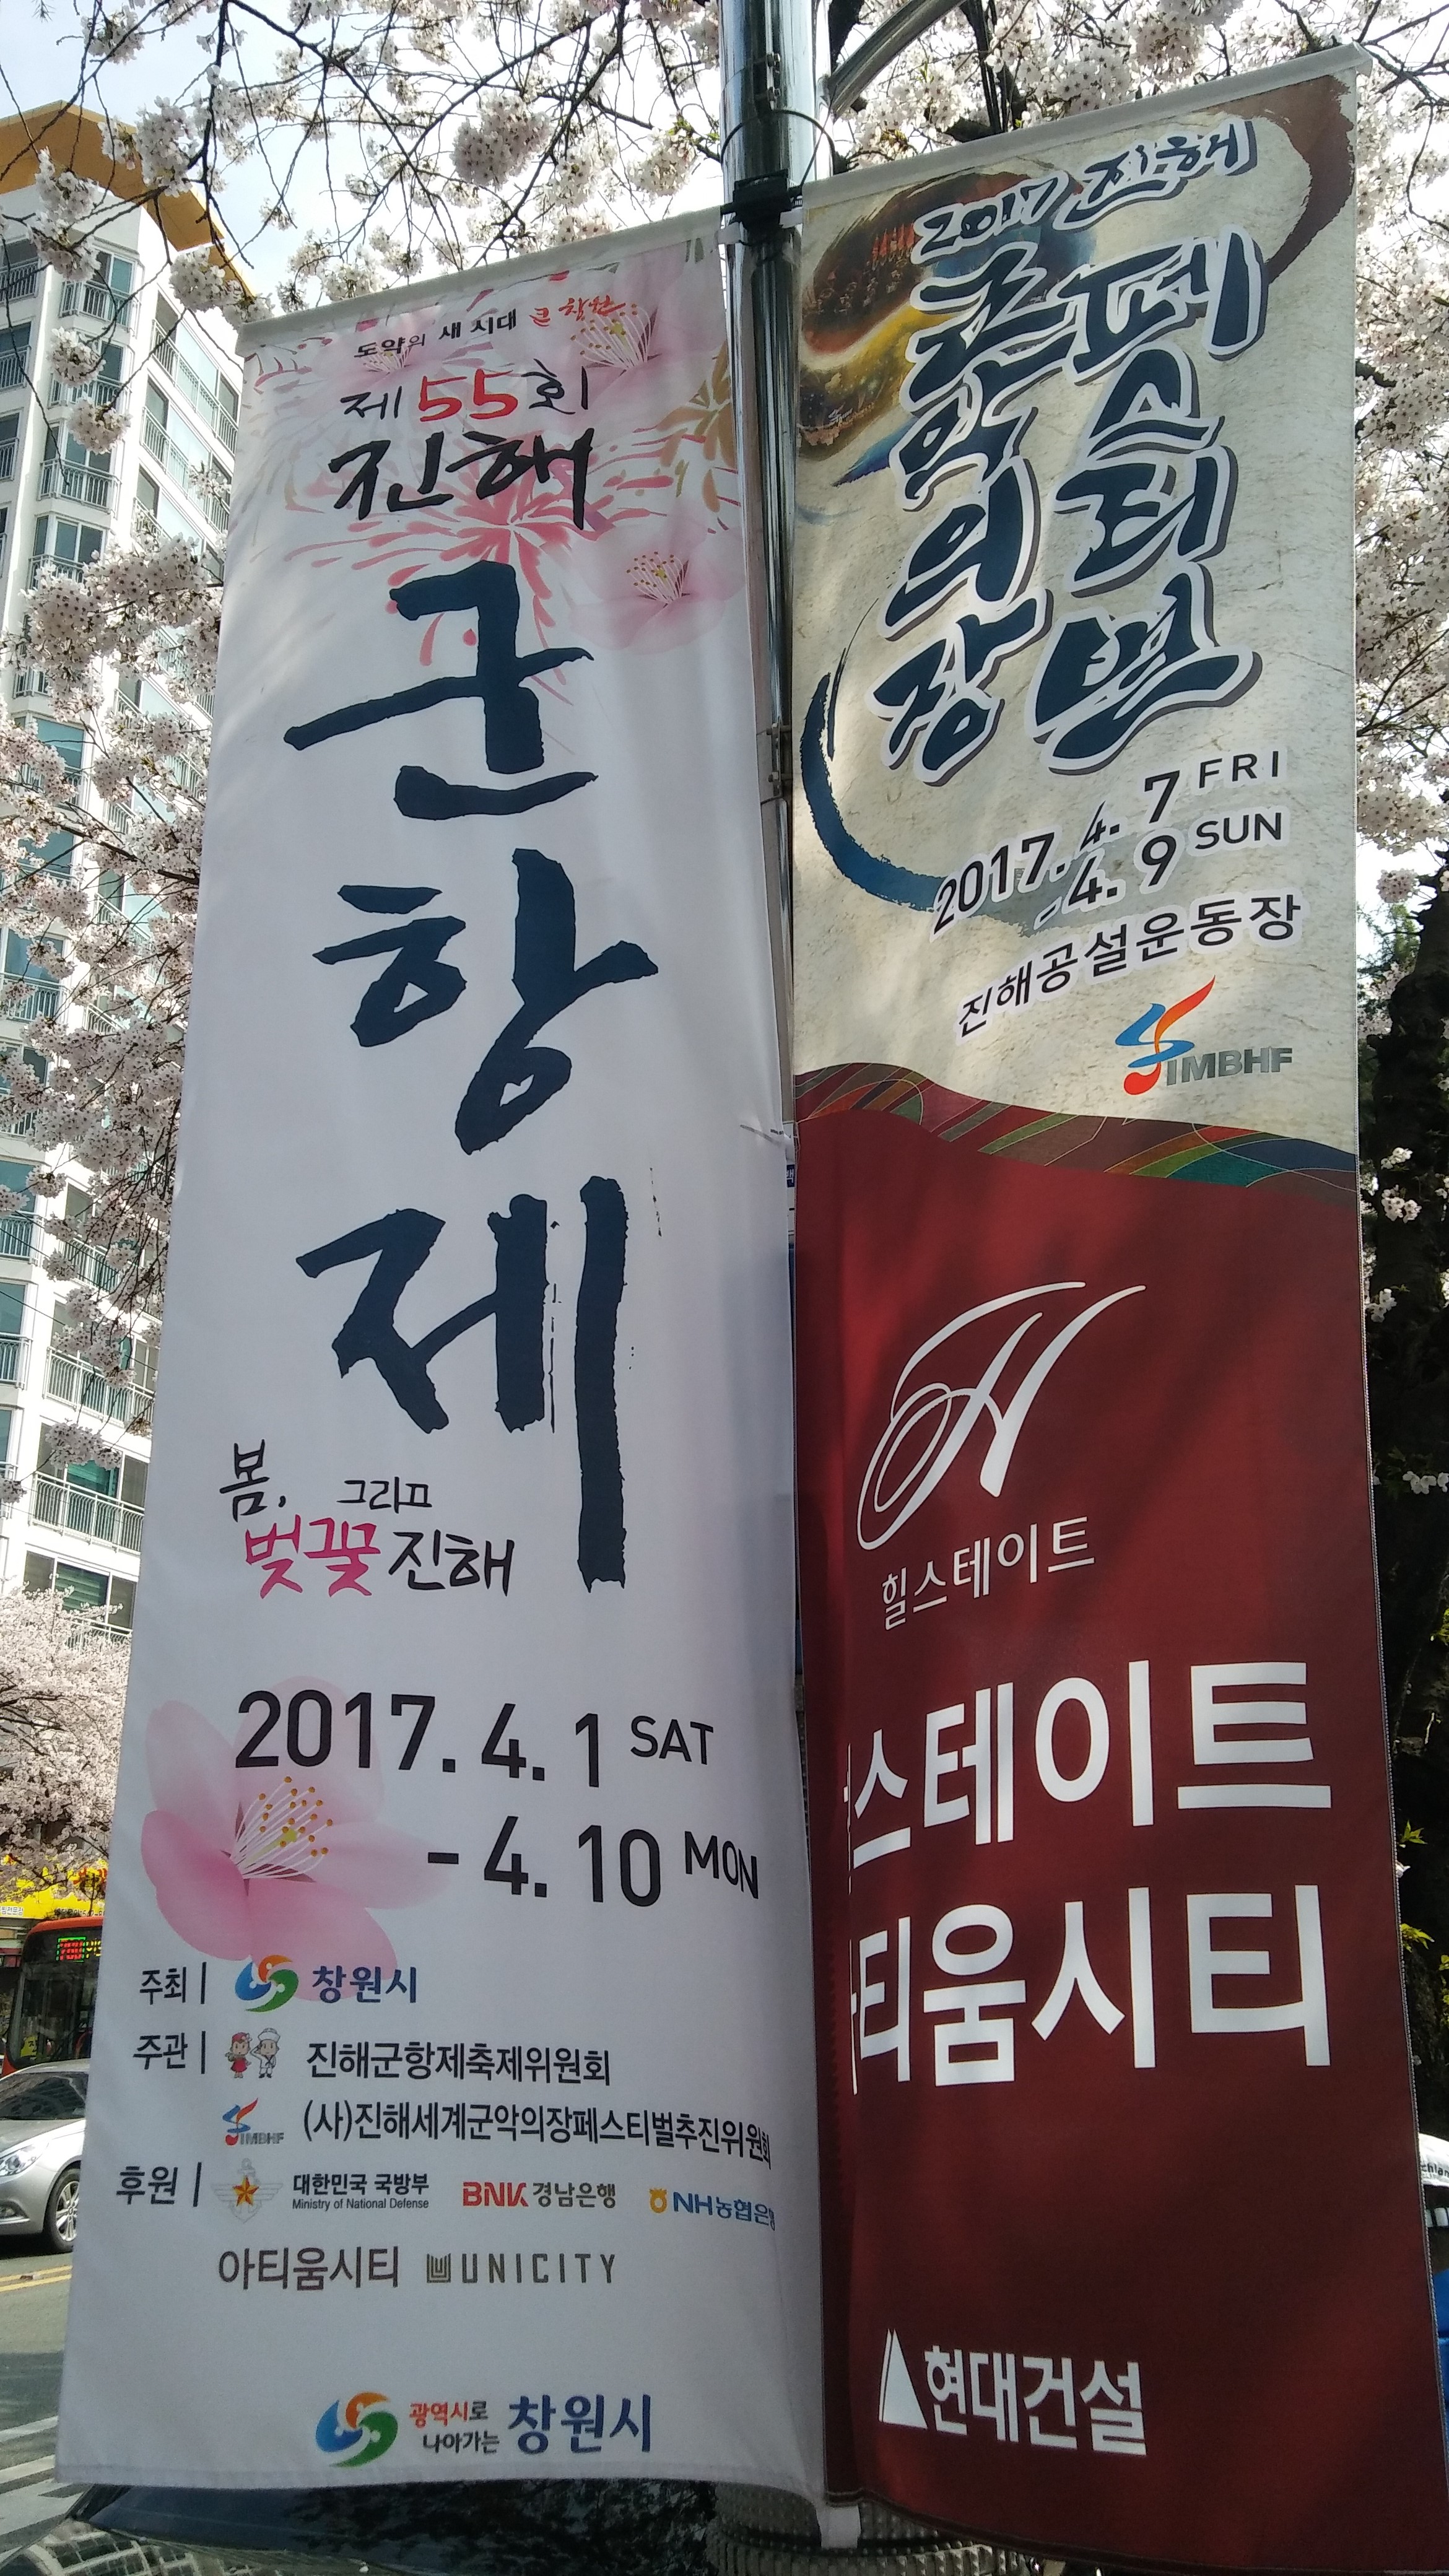 도약의 새 시대 큰 창원
제55회
진해
군항제
봄, 그리고
벚꽃 진해
2017. 4. 1 SAT
- 4. 10 MON
주최 | 창원시
주관 | 진해군항제축제위원회
IMBHF (사)진해세계군악의장페스티벌추진위원회
후원 | 대한민국 국방부
Ministry of National Defense
BNK 경남은행
NH농협은행
아티움시티 UNICITY
광역시로
나아가는
창원시
2017 진해
군악의장
페스티벌
2017. 4. 7 FRI
- 4. 9 SUN
진해공설운동장
IMBHF
H
힐스테이트
스테이트
티움시티
현대건설